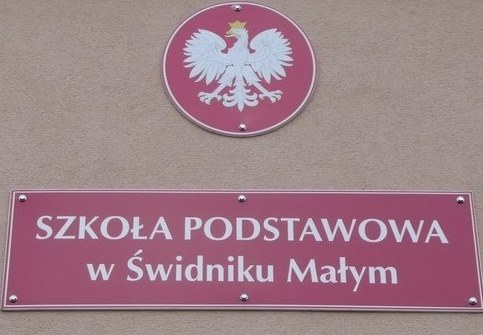 SZKOŁA PODSTAWOWA
w Świdniku Małym